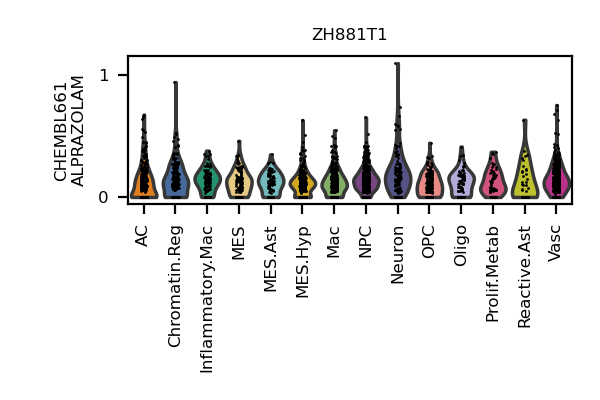 ZH881T1
CHEMBL661
ALPRAZOLAM
1
0
AC
Chromatin.Reg
Inflammatory.Mac
MES
MES.Ast
MES.Hyp
Mac
NPC
Neuron
OPC
Oligo
Prolif.Metab
Reactive.Ast
Vasc